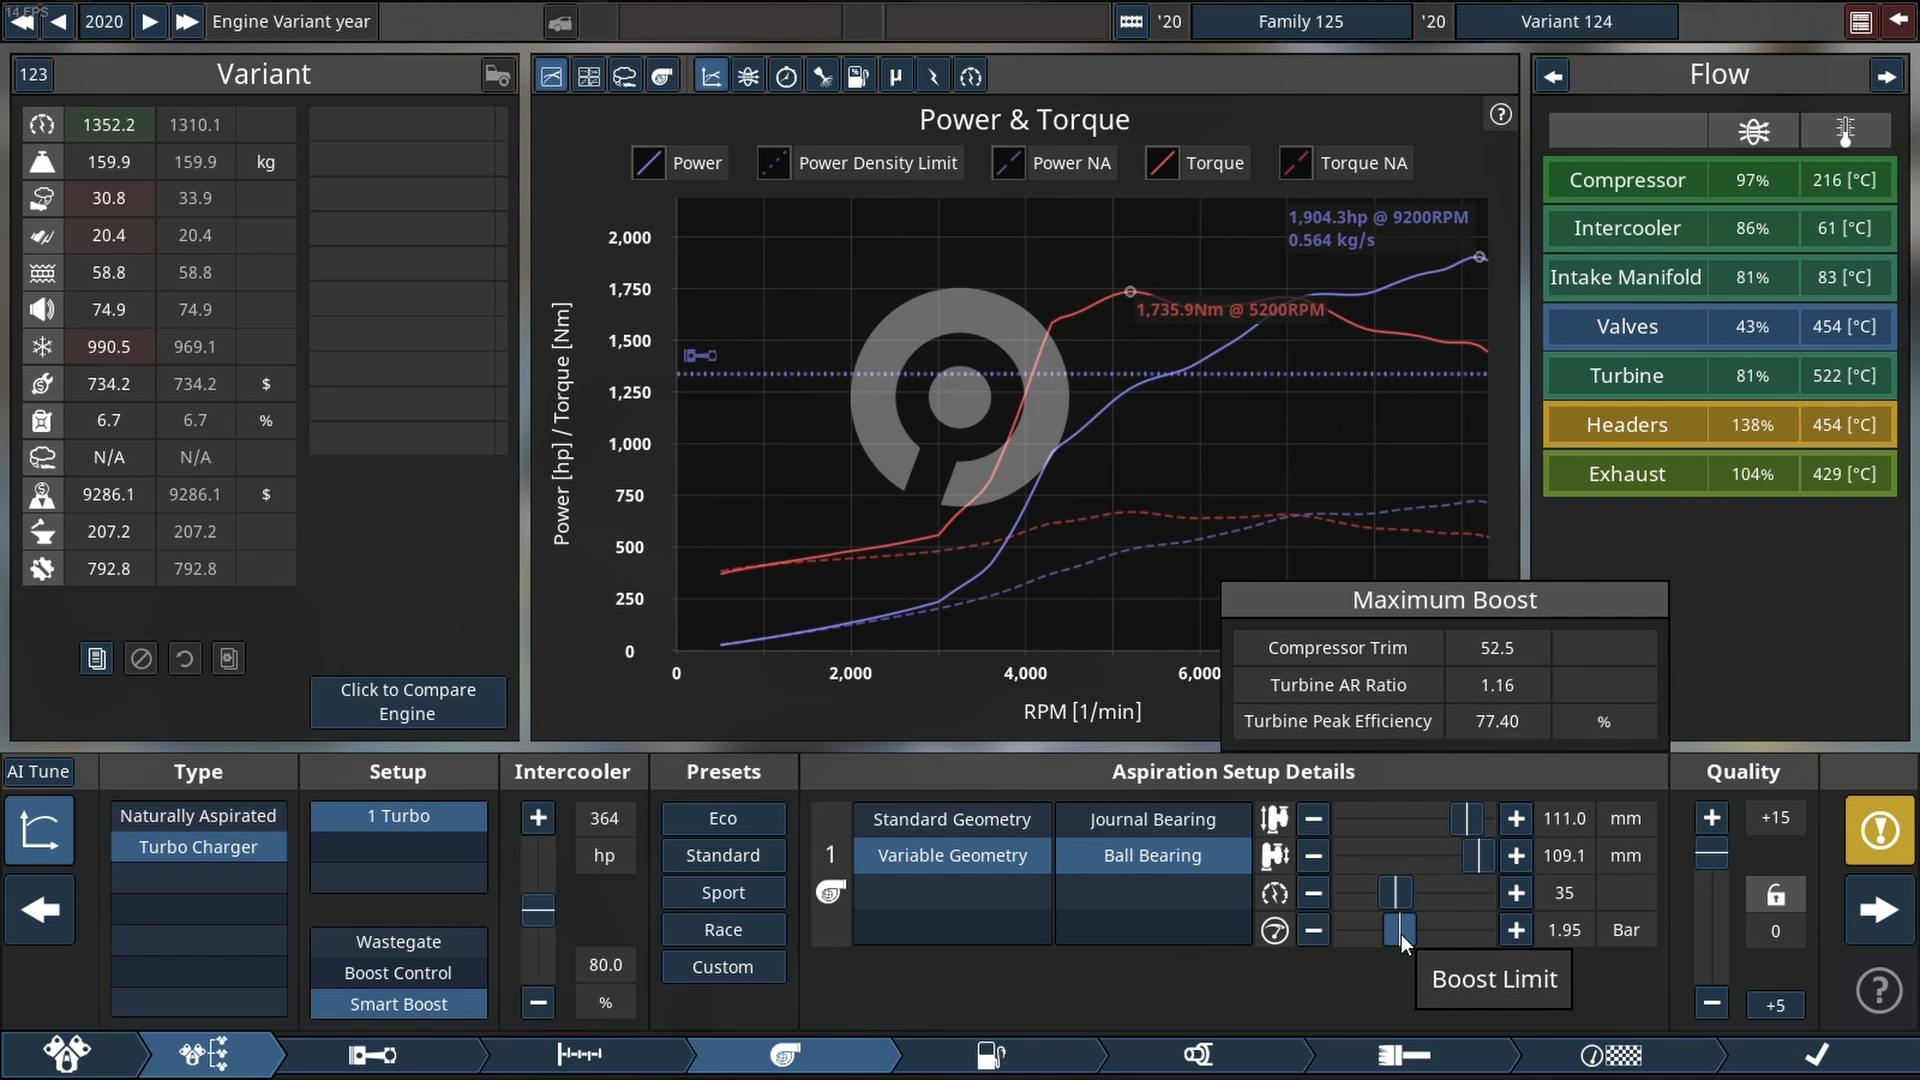 14 FPS
2020
Engine Variant year
'20
Family 125
'20
Variant 124
123
Variant
1352.2 1310.1
159.9 159.9 kg
30.8 33.9
20.4 20.4
58.8 58.8
74.9 74.9
990.5 969.1
734.2 734.2 $
6.7 6.7 %
N/A N/A
9286.1 9286.1 $
207.2 207.2
792.8 792.8
Click to Compare
Engine
μ
Power & Torque
?
Power
Power Density Limit
Power NA
Torque
Torque NA
Power [hp] / Torque [Nm]
2,000
1,750
1,500
1,250
1,000
750
500
250
0
1,904.3hp @ 9200RPM
0.564 kg/s
1,735.9Nm @ 5200RPM
0 2,000 4,000 6,000
RPM [1/min]
Flow
Compressor 97% 216 [°C]
Intercooler 86% 61 [°C]
Intake Manifold 81% 83 [°C]
Valves 43% 454 [°C]
Turbine 81% 522 [°C]
Headers 138% 454 [°C]
Exhaust 104% 429 [°C]
Maximum Boost
Compressor Trim 52.5
Turbine AR Ratio 1.16
Turbine Peak Efficiency 77.40 %
AI Tune
Type
Naturally Aspirated
Turbo Charger
Setup
1 Turbo
Wastegate
Boost Control
Smart Boost
Intercooler
+ 364
hp
80.0
− %
Presets
Eco
Standard
Sport
Race
Custom
Aspiration Setup Details
1
Standard Geometry
Variable Geometry
Journal Bearing
Ball Bearing
− + 111.0 mm
− + 109.1 mm
− + 35
− + 1.95 Bar
Boost Limit
Quality
+ +15
0
− +5
!
?